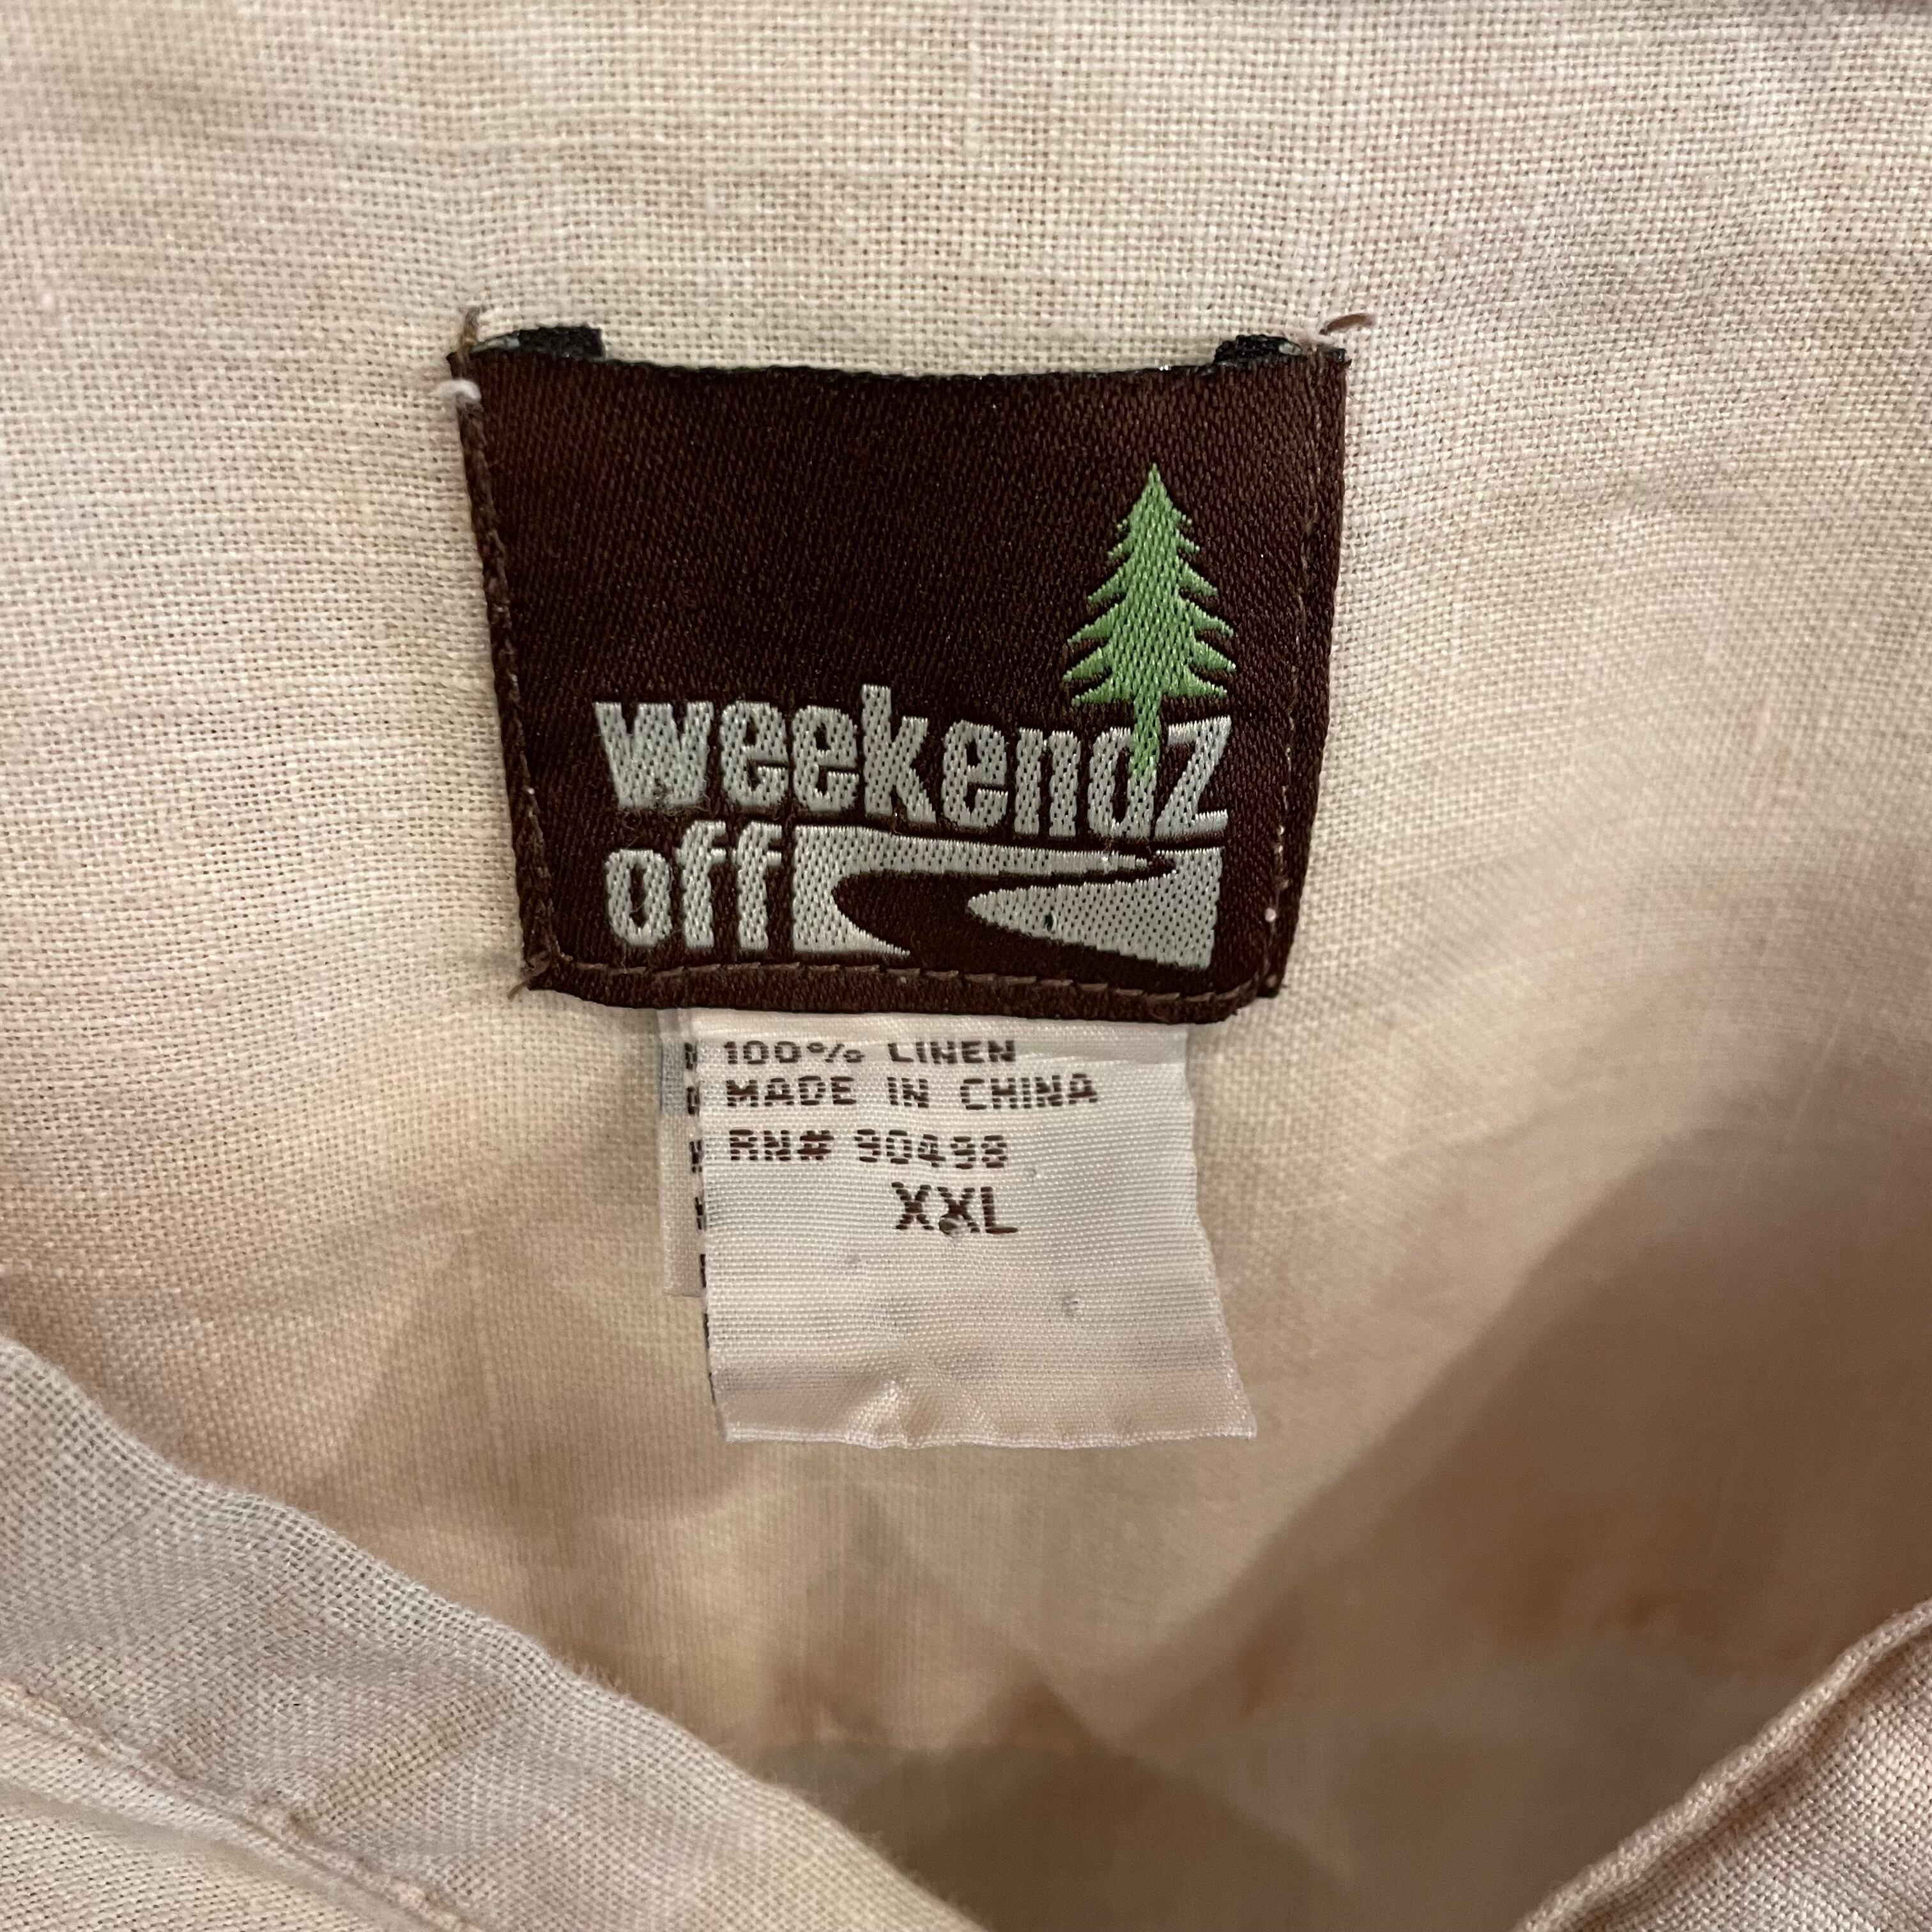 weekendz
off
100% LINEN
MADE IN CHINA
RN# 90498
XXL